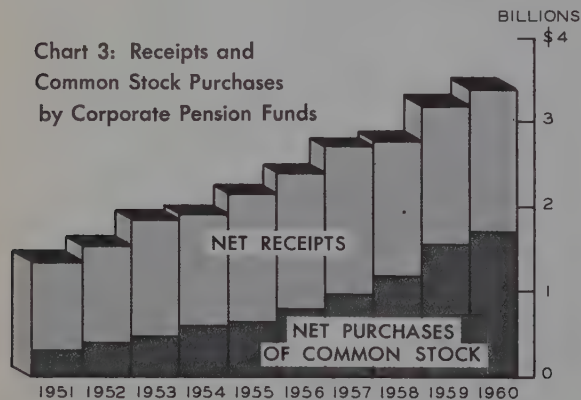 BILLIONS
Chart 3: Receipts and
Common Stock Purchases
by Corporate Pension Funds
$4
3
2
1
0
NET RECEIPTS
NET PURCHASES
OF COMMON STOCK
1951 1952 1953 1954 1955 1956 1957 1958 1959 1960